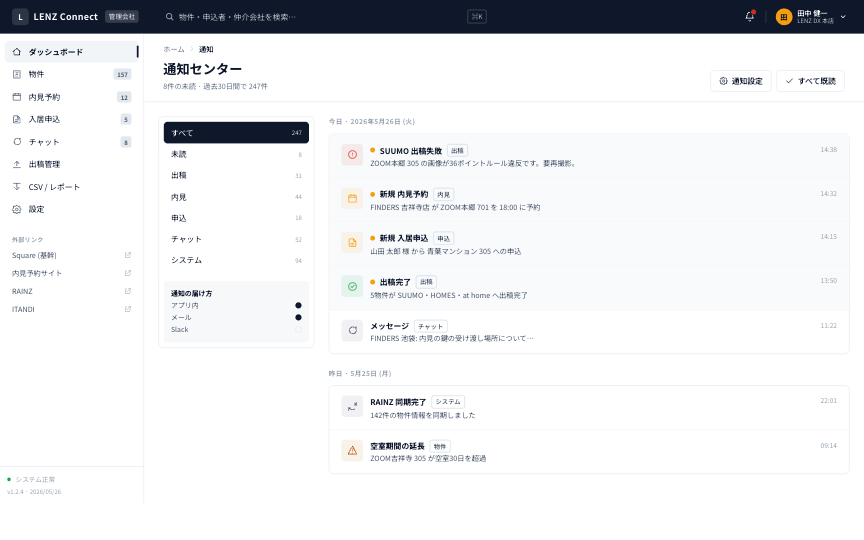 L LENZ Connect 管理会社
物件・申込者・仲介会社を検索…
⌘K
田 田中 健一
LENZ DX 本店
ダッシュボード
物件 157
内見予約 12
入居申込 5
チャット 8
出稿管理
CSV / レポート
設定
外部リンク
Square (基幹)
内見予約サイト
RAINZ
ITANDI
システム正常
v1.2.4・2026/05/26
ホーム 通知
通知センター
8件の未読・過去30日間で 247件
通知設定
すべて既読
すべて 247
未読 8
出稿 31
内見 44
申込 18
チャット 52
システム 94
通知の届け方
アプリ内
メール
Slack
今日・2026年5月26日 (火)
SUUMO 出稿失敗 出稿 14:38
ZOOM本郷 305 の画像が36ポイントルール違反です。要再撮影。
新規 内見予約 内見 14:32
FINDERS 吉祥寺店 が ZOOM本郷 701 を 18:00 に予約
新規 入居申込 申込 14:15
山田 太郎 様 から 青葉マンション 305 への申込
出稿完了 出稿 13:50
5物件が SUUMO・HOMES・at home へ出稿完了
メッセージ チャット 11:22
FINDERS 池袋: 内見の鍵の受け渡し場所について…
昨日・5月25日 (月)
RAINZ 同期完了 システム 22:01
142件の物件情報を同期しました
空室期間の延長 物件 09:14
ZOOM吉祥寺 305 が空室30日を超過